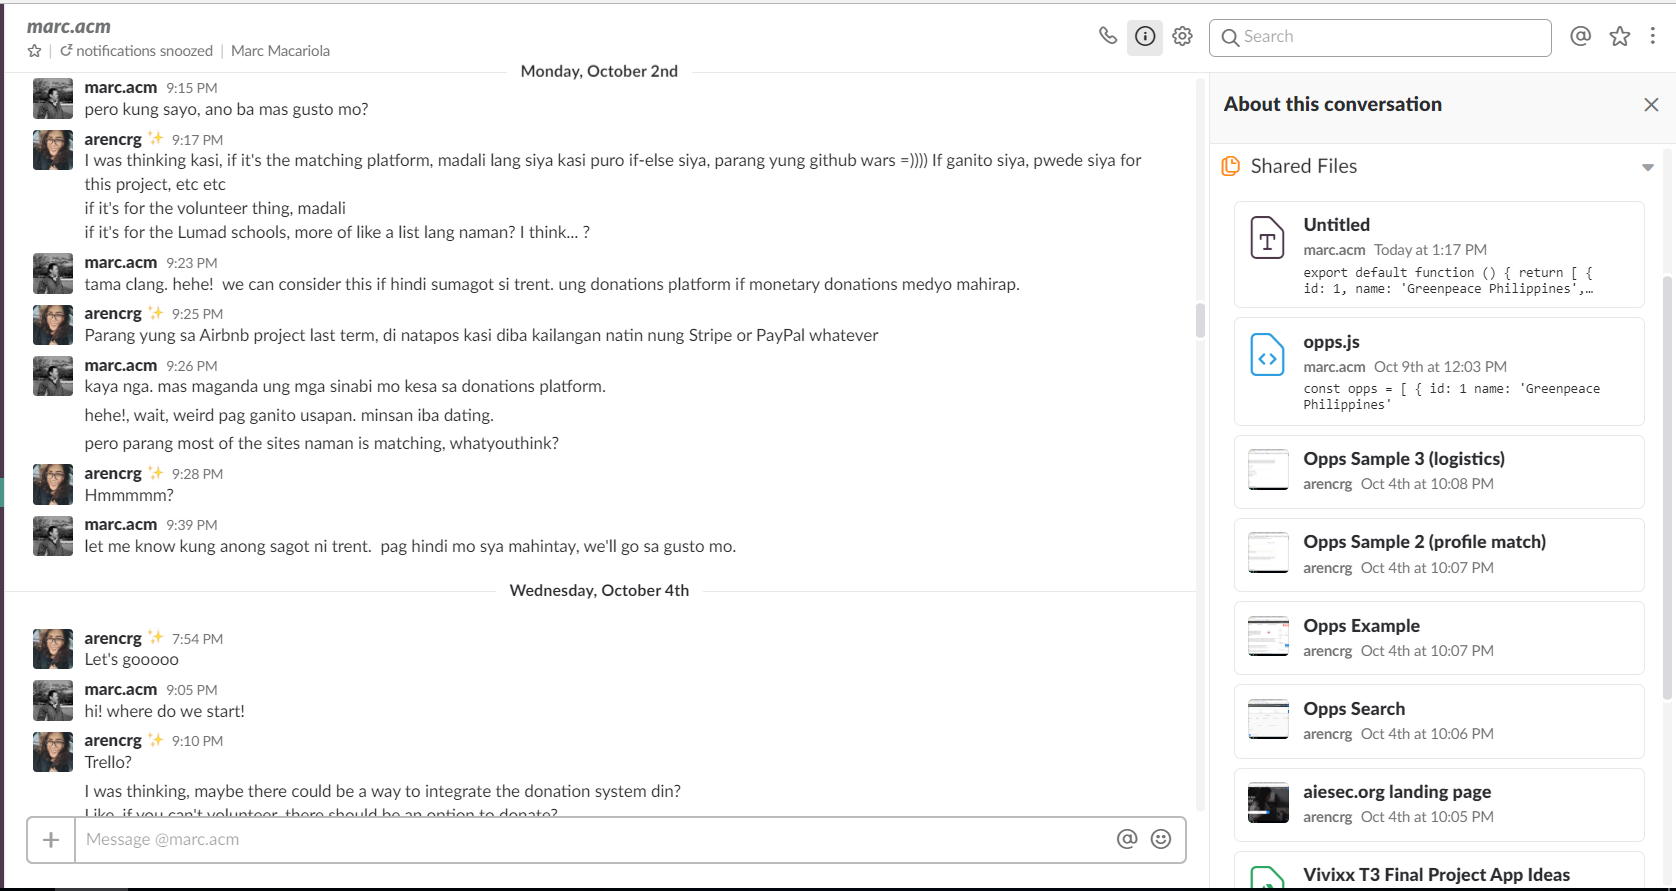 marc.acm
notifications snoozed | Marc Macariola
Search
Monday, October 2nd
marc.acm 9:15 PM
pero kung sayo, ano ba mas gusto mo?
arencrg 9:17 PM
I was thinking kasi, if it's the matching platform, madali lang siya kasi puro if-else siya, parang yung github wars =)))) If ganito siya, pwede siya for
this project, etc etc
if it's for the volunteer thing, madali
if it's for the Lumad schools, more of like a list lang naman? I think... ?
marc.acm 9:23 PM
tama clang. hehe!  we can consider this if hindi sumagot si trent. ung donations platform if monetary donations medyo mahirap.
arencrg 9:25 PM
Parang yung sa Airbnb project last term, di natapos kasi diba kailangan natin nung Stripe or PayPal whatever
marc.acm 9:26 PM
kaya nga. mas maganda ung mga sinabi mo kesa sa donations platform.
hehe!, wait, weird pag ganito usapan. minsan iba dating.
pero parang most of the sites naman is matching, whatyouthink?
arencrg 9:28 PM
Hmmmmm?
marc.acm 9:39 PM
let me know kung anong sagot ni trent.  pag hindi mo sya mahintay, we'll go sa gusto mo.
Wednesday, October 4th
arencrg 7:54 PM
Let's gooooo
marc.acm 9:05 PM
hi! where do we start!
arencrg 9:10 PM
Trello?
I was thinking, maybe there could be a way to integrate the donation system din?
Like, if you can't volunteer, there should be an option to donate?
Message @marc.acm
About this conversation
Shared Files
Untitled
marc.acm Today at 1:17 PM
export default function () { return [ {
id: 1, name: 'Greenpeace Philippines',…
opps.js
marc.acm Oct 9th at 12:03 PM
const opps = [ { id: 1 name: 'Greenpeace
Philippines'
Opps Sample 3 (logistics)
arencrg Oct 4th at 10:08 PM
Opps Sample 2 (profile match)
arencrg Oct 4th at 10:07 PM
Opps Example
arencrg Oct 4th at 10:07 PM
Opps Search
arencrg Oct 4th at 10:06 PM
aiesec.org landing page
arencrg Oct 4th at 10:05 PM
Vivixx T3 Final Project App Ideas